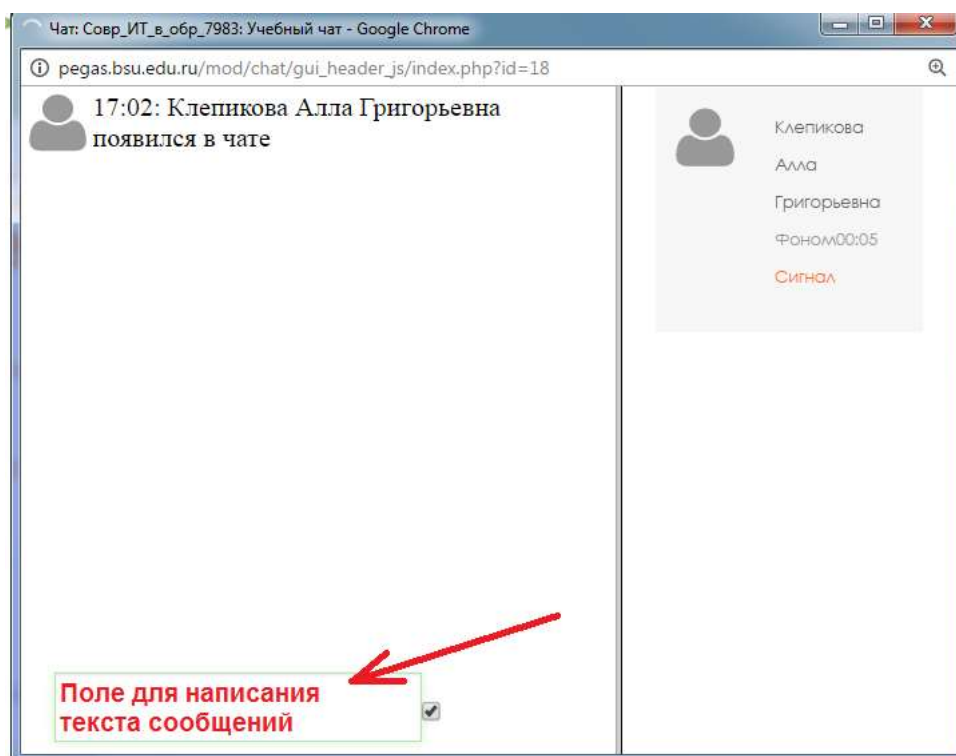 Чат: Совр_ИТ_в_обр_7983: Учебный чат - Google Chrome
pegas.bsu.edu.ru/mod/chat/gui_header_js/index.php?id=18
17:02: Клепикова Алла Григорьевна
появился в чате
Клепикова
Алла
Григорьевна
Фоном00:05
Сигнал
Поле для написания
текста сообщений